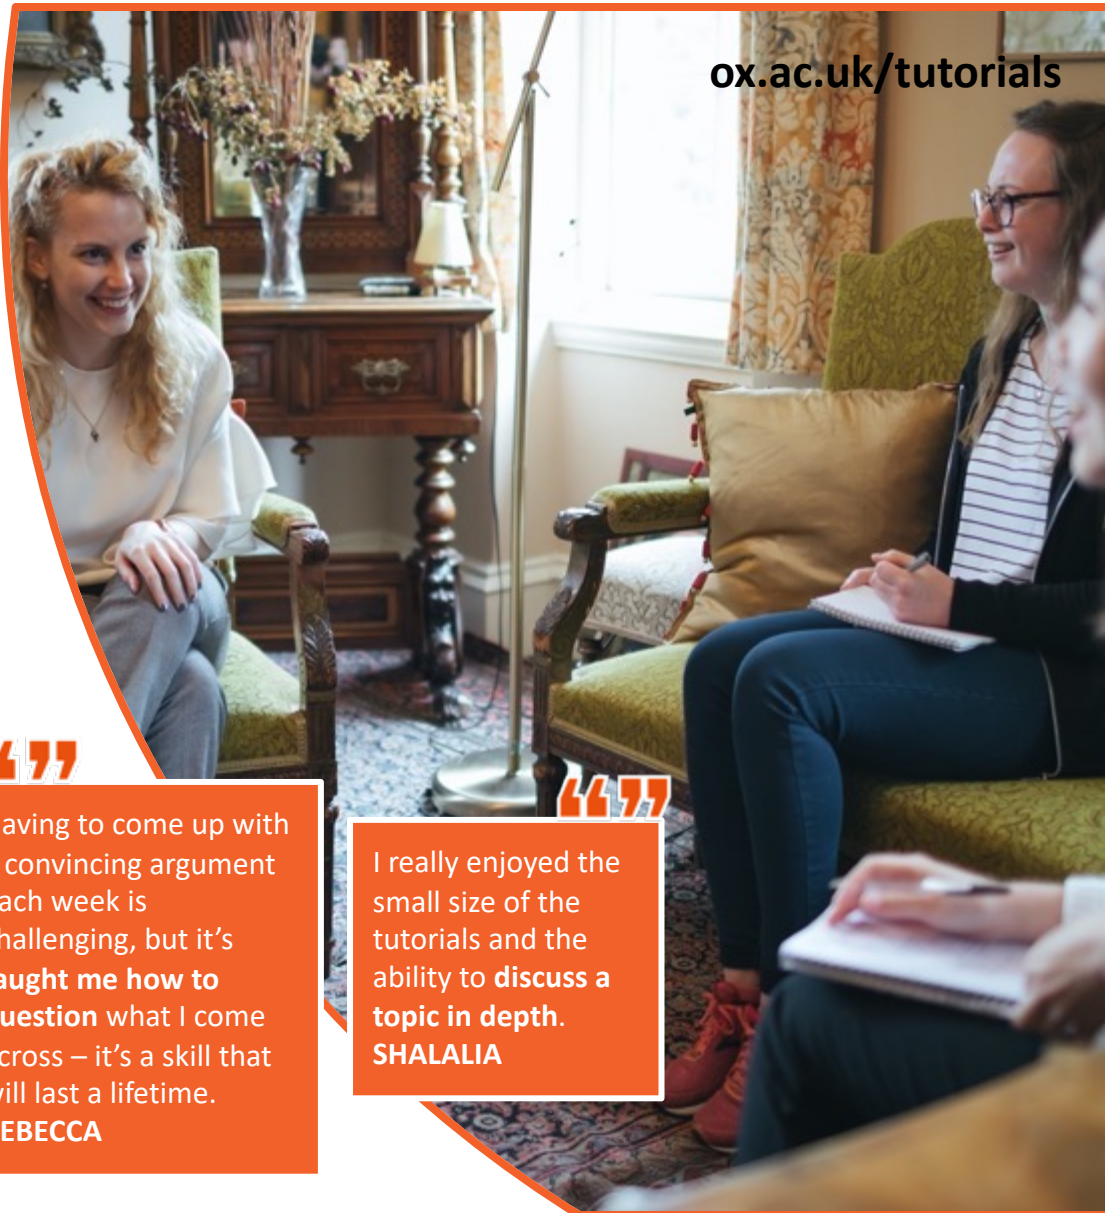 ox.ac.uk/tutorials
aving to come up with
convincing argument
ach week is
hallenging, but it's
aught me how to
uestion what I come
cross – it's a skill that
ill last a lifetime.
EBECCA
I really enjoyed the
small size of the
tutorials and the
ability to discuss a
topic in depth.
SHALALIA